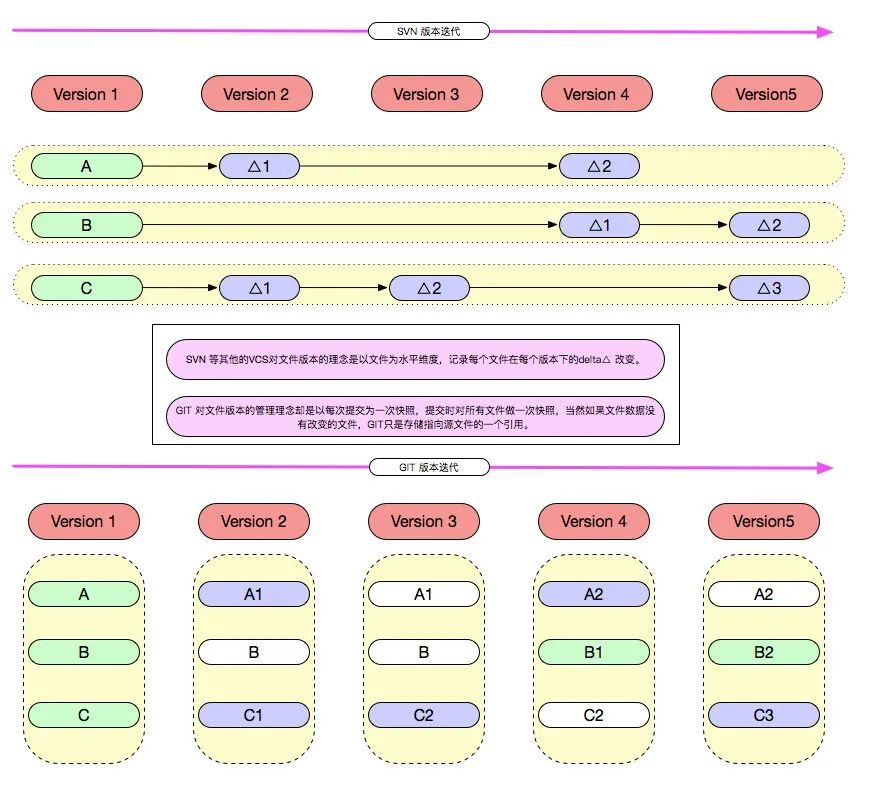 SVN 版本迭代
Version 1 Version 2 Version 3 Version 4 Version5
A △1 △2
B △1 △2
C △1 △2 △3
SVN 等其他的VCS对文件版本的理念是以文件为水平维度，记录每个文件在每个版本下的delta△ 改变。
GIT 对文件版本的管理理念却是以每次提交为一次快照，提交时对所有文件做一次快照，当然如果文件数据没
有改变的文件，GIT只是存储指向源文件的一个引用。
GIT 版本迭代
Version 1 Version 2 Version 3 Version 4 Version5
A A1 A1 A2 A2
B B B B1 B2
C C1 C2 C2 C3